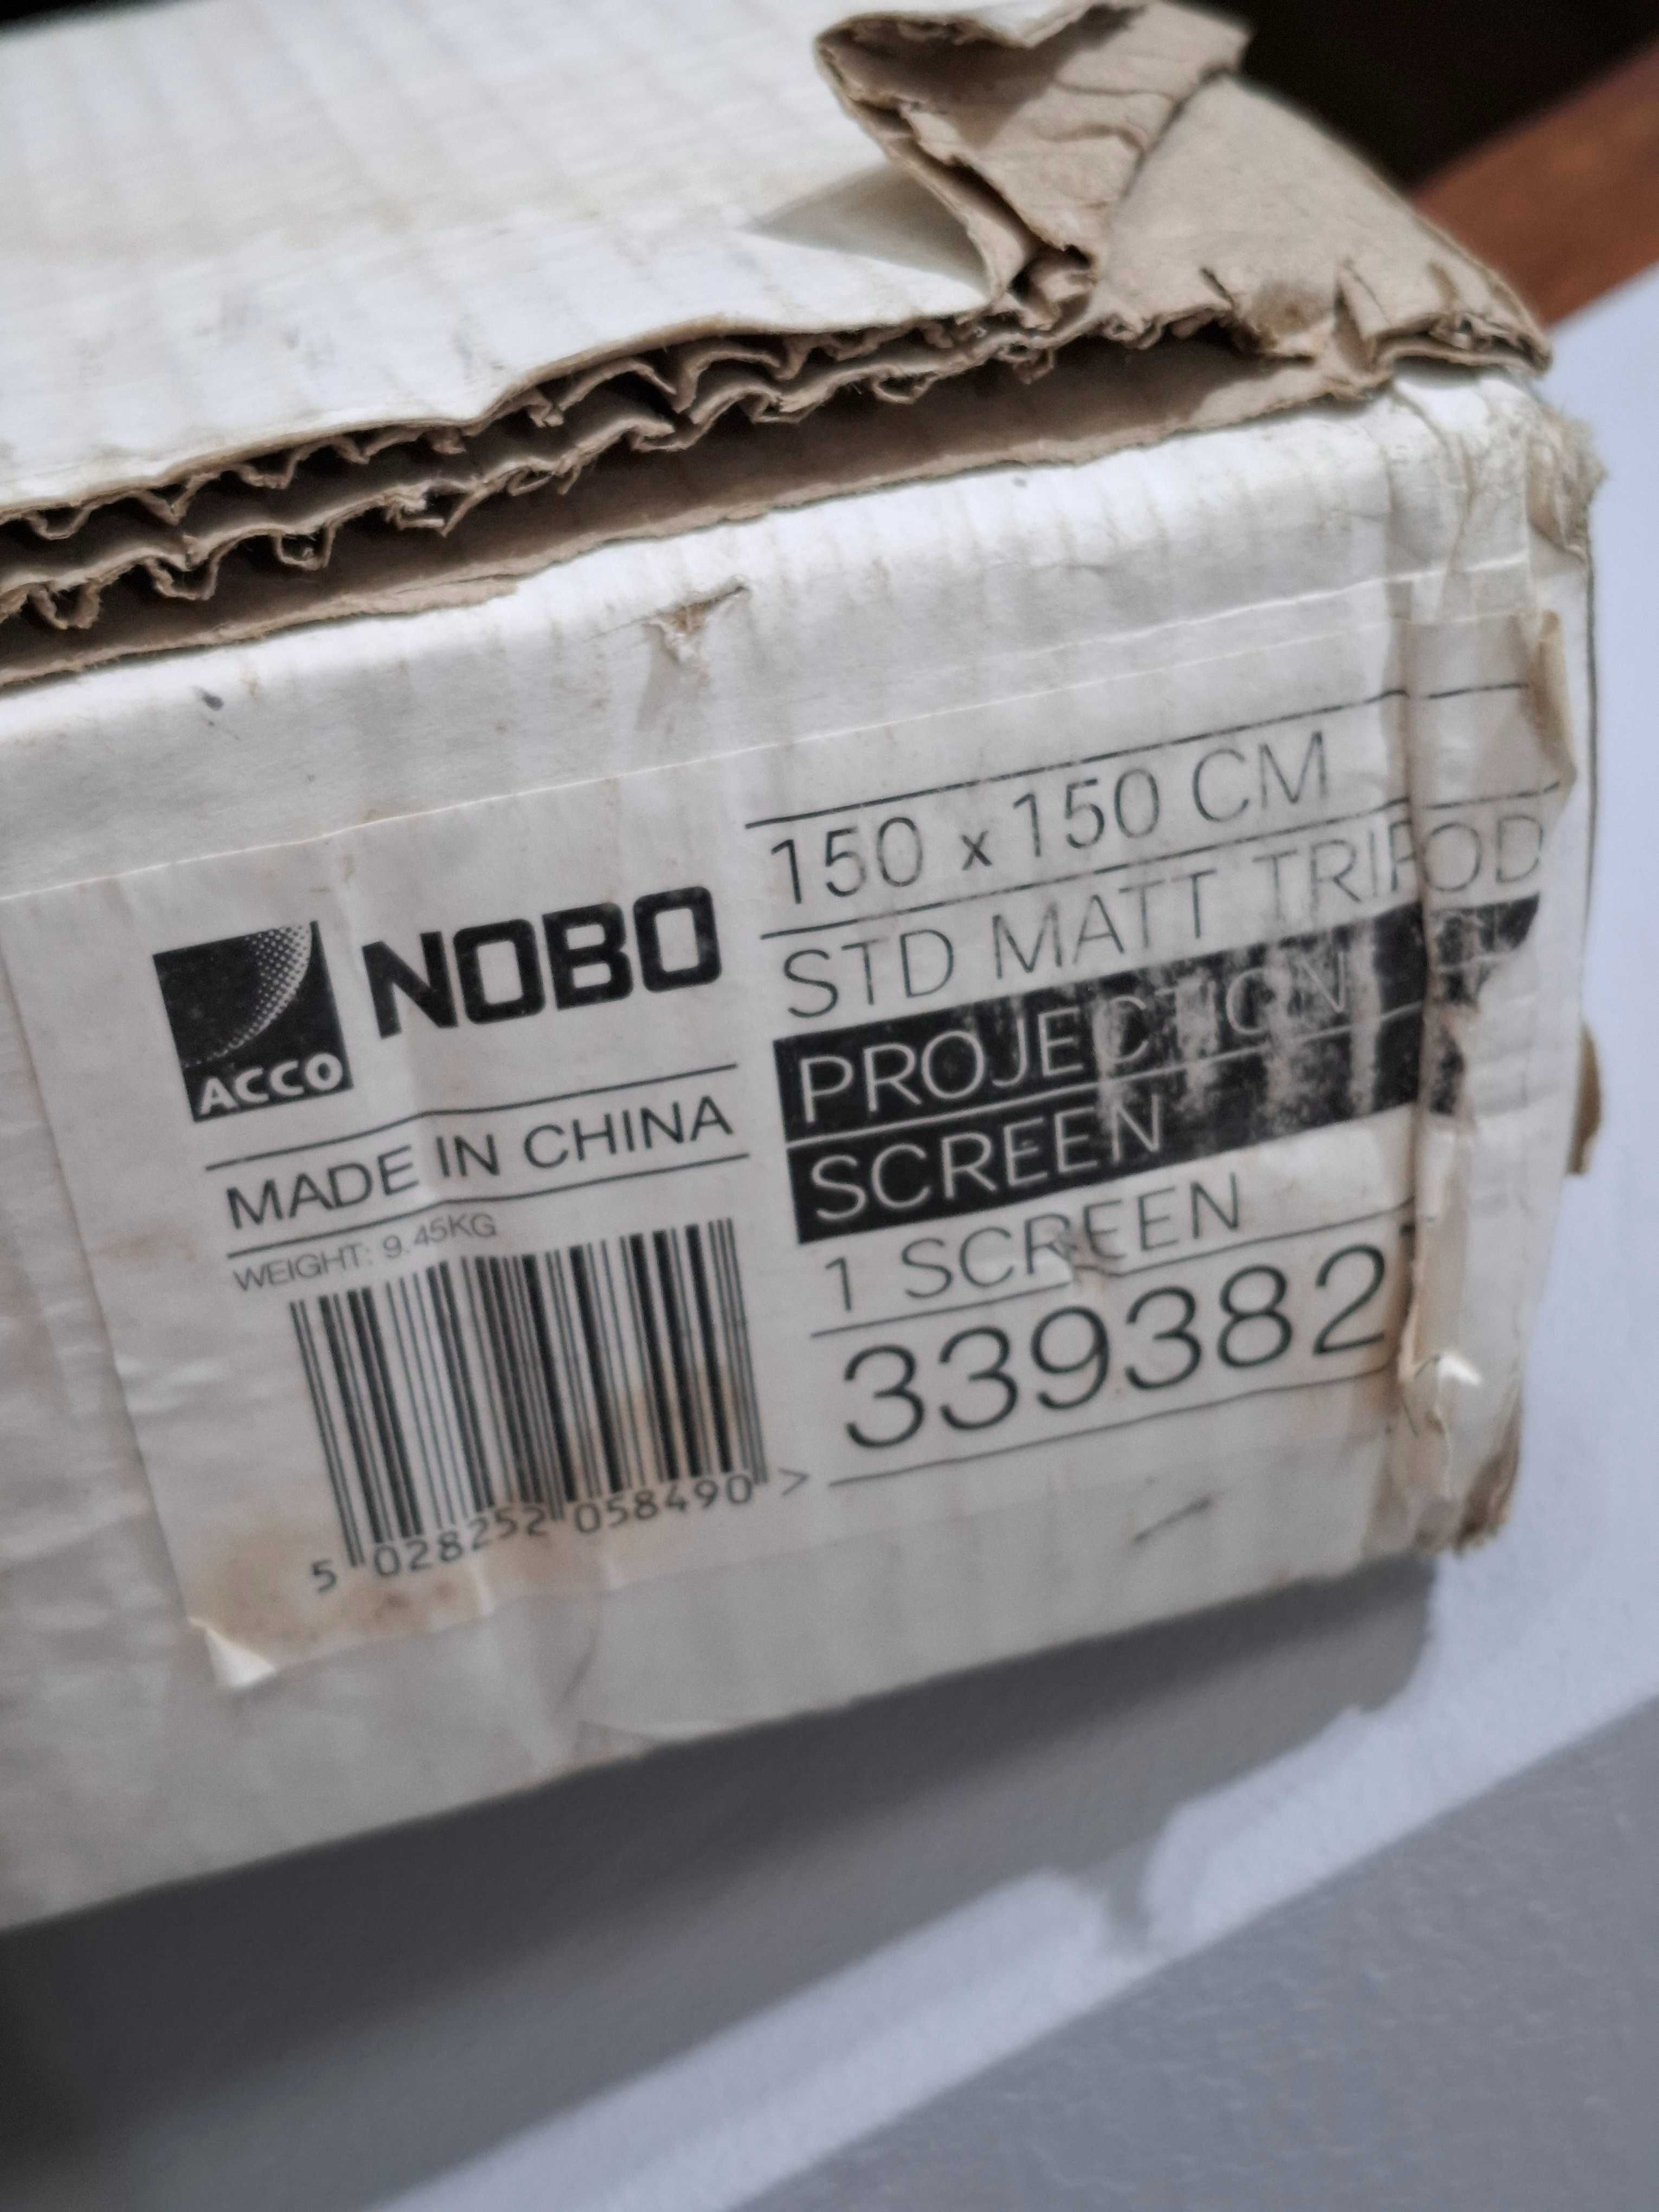 ACCO
NOBO
MADE IN CHINA
WEIGHT: 9.45KG
5 028252 058490 >
150 x 150 CM
STD MATT TRIPOD
PROJECTION
SCREEN
1 SCREEN
339382